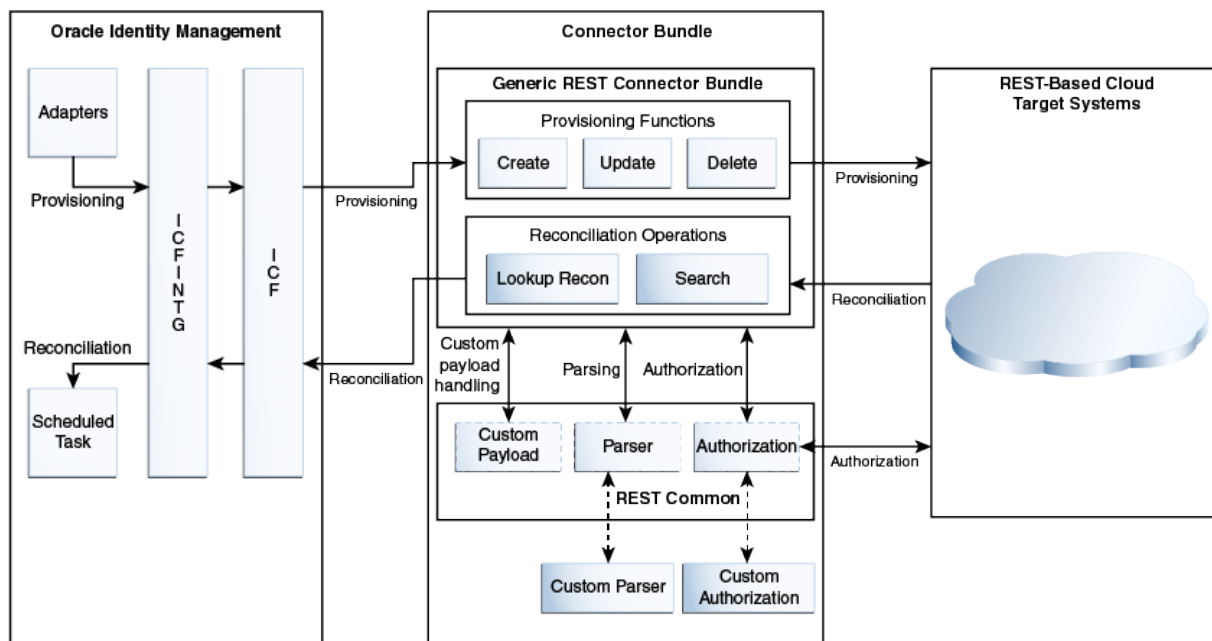 Oracle Identity Management
Adapters
Provisioning
I
C
F
I
N
T
G
I
C
F
Reconciliation
Scheduled
Task
Provisioning
Reconciliation
Connector Bundle
Generic REST Connector Bundle
Provisioning Functions
Create
Update
Delete
Reconciliation Operations
Lookup Recon
Search
Custom
payload
handling
Parsing
Authorization
Custom
Payload
Parser
Authorization
REST Common
Custom Parser
Custom
Authorization
Provisioning
Reconciliation
Authorization
REST-Based Cloud
Target Systems